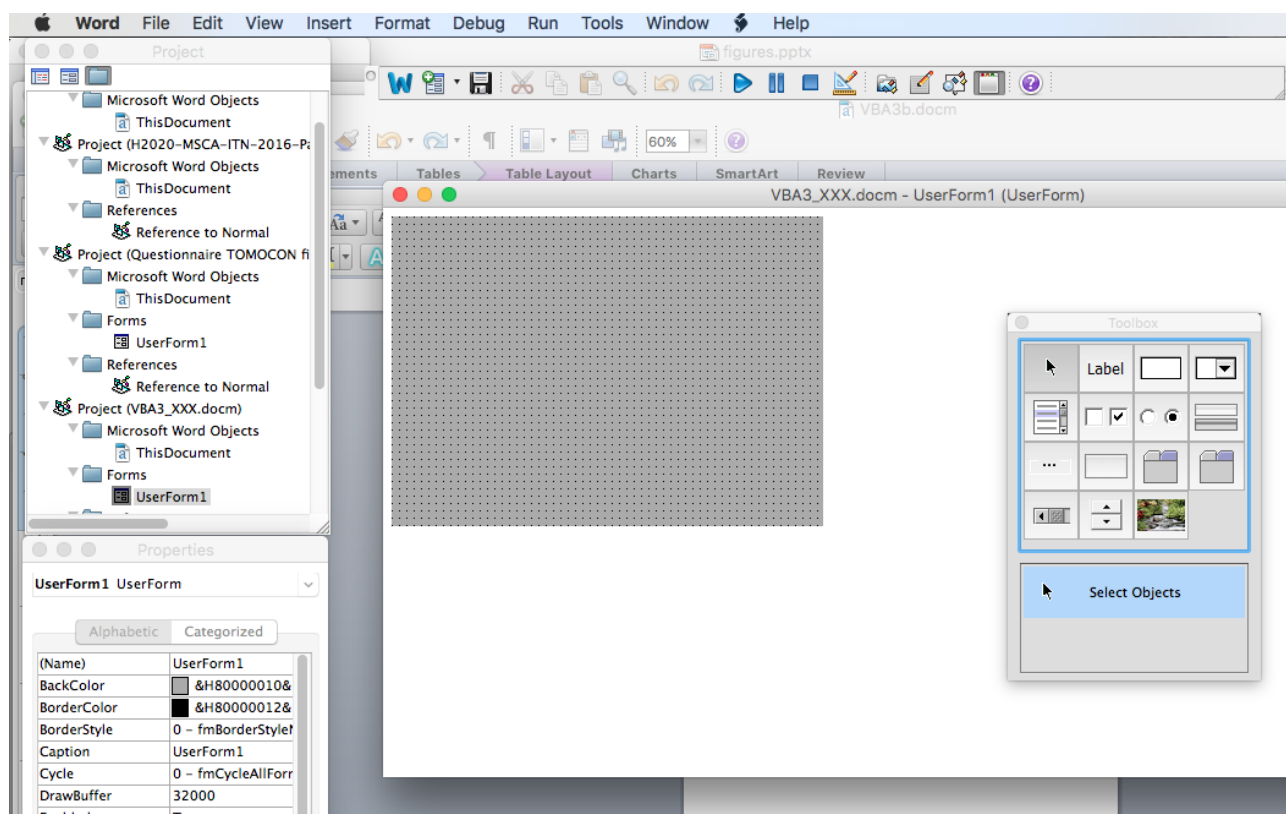 Word File Edit View Insert Format Debug Run Tools Window Help
Project
figures.pptx
VBA3b.docm
60%
Tables Table Layout Charts SmartArt Review
VBA3_XXX.docm - UserForm1 (UserForm)
Microsoft Word Objects
ThisDocument
Project (H2020-MSCA-ITN-2016-Pa
Microsoft Word Objects
ThisDocument
References
Reference to Normal
Project (Questionnaire TOMOCON fi
Microsoft Word Objects
ThisDocument
Forms
UserForm1
References
Reference to Normal
Project (VBA3_XXX.docm)
Microsoft Word Objects
ThisDocument
Forms
UserForm1
Properties
UserForm1 UserForm
Alphabetic Categorized
(Name) UserForm1
BackColor &H80000010&
BorderColor &H80000012&
BorderStyle 0 - fmBorderStyleN
Caption UserForm1
Cycle 0 - fmCycleAllForr
DrawBuffer 32000
Toolbox
Label
Select Objects